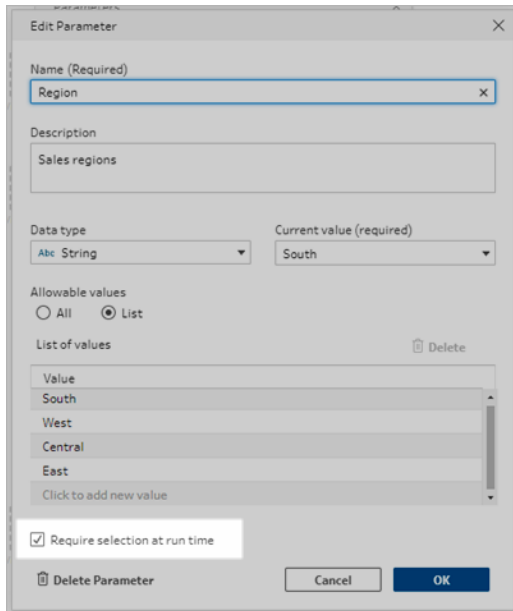 Parameters
Edit Parameter
Name (Required)
Region
Description
Sales regions
Data type
Current value (required)
Abc String
South
Allowable values
All
List
List of values
Delete
Value
South
West
Central
East
Click to add new value
Require selection at run time
Delete Parameter
Cancel
OK